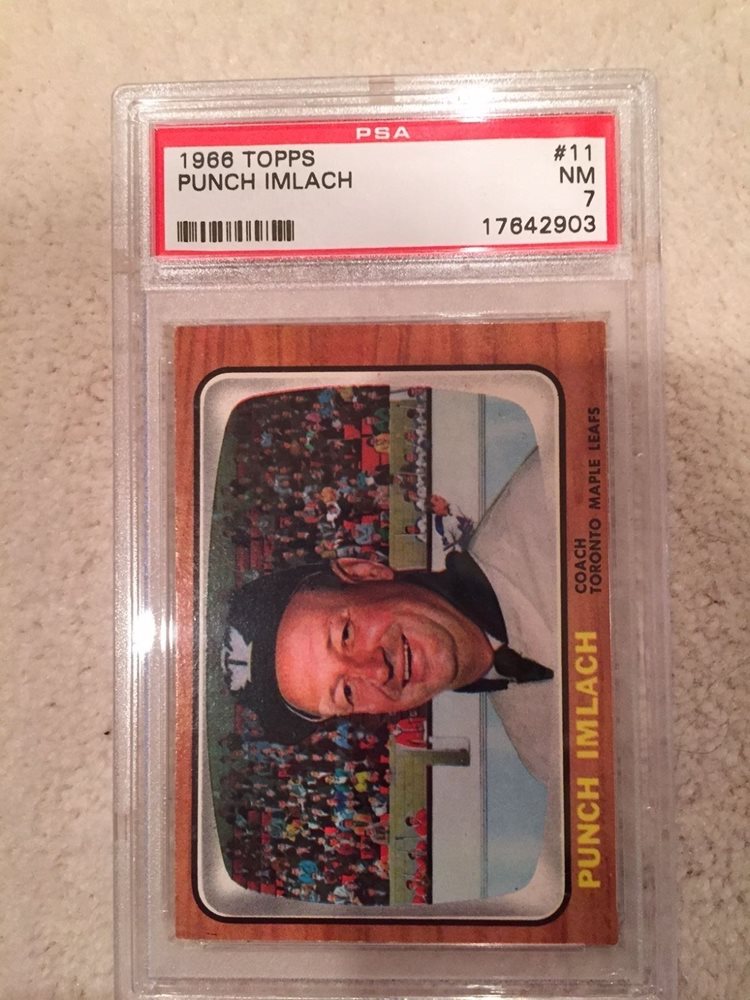 PSA
1966 TOPPS #11
PUNCH IMLACH NM
7
17642903
PUNCH IMLACH
COACH
TORONTO MAPLE LEAFS